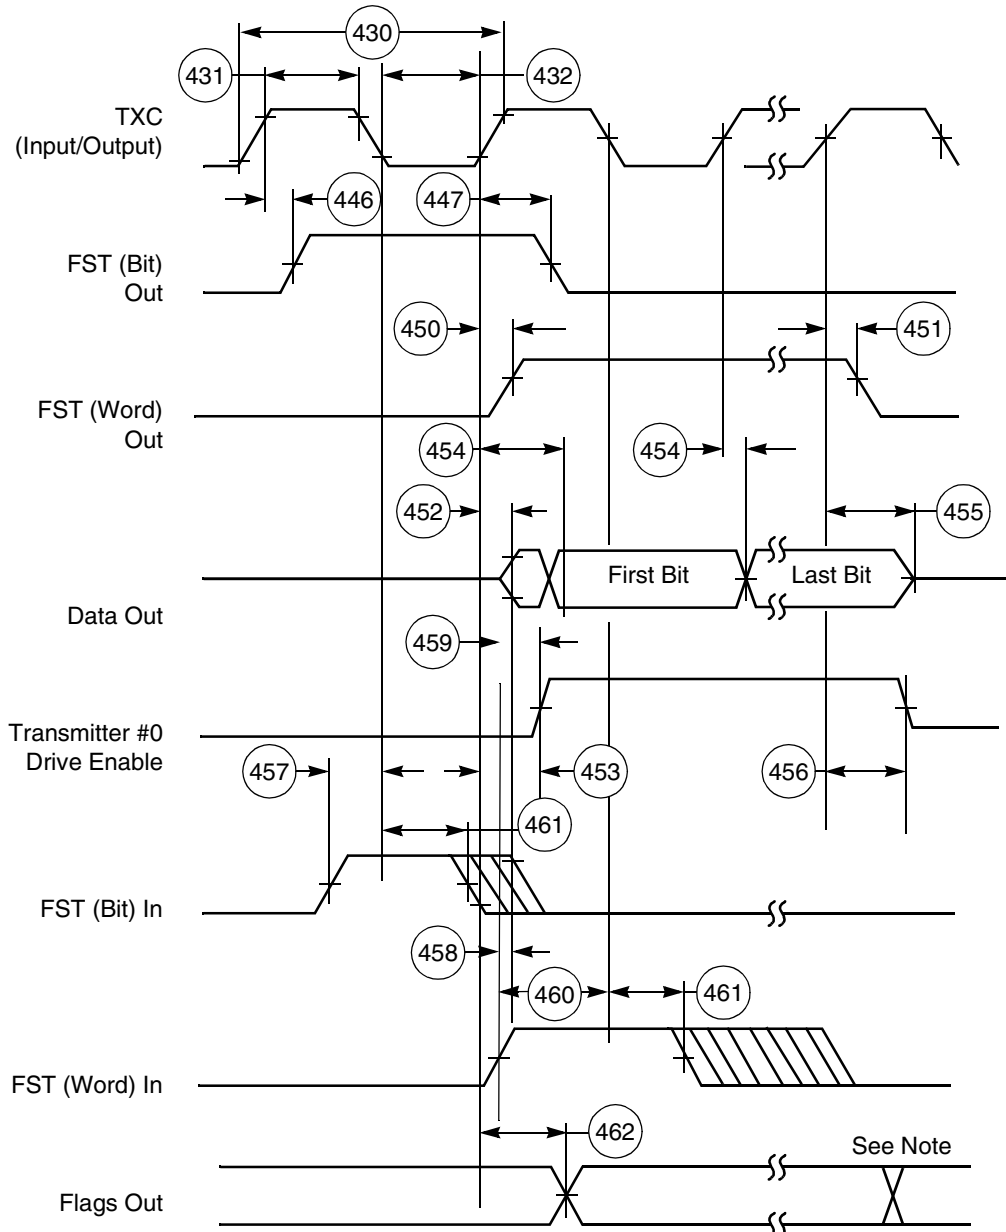 430
431
432
TXC
(Input/Output)
446
447
FST (Bit)
Out
450
451
FST (Word)
Out
454
454
452
455
First Bit
Last Bit
Data Out
459
Transmitter #0
Drive Enable
457
453
456
461
FST (Bit) In
458
460
461
FST (Word) In
462
See Note
Flags Out